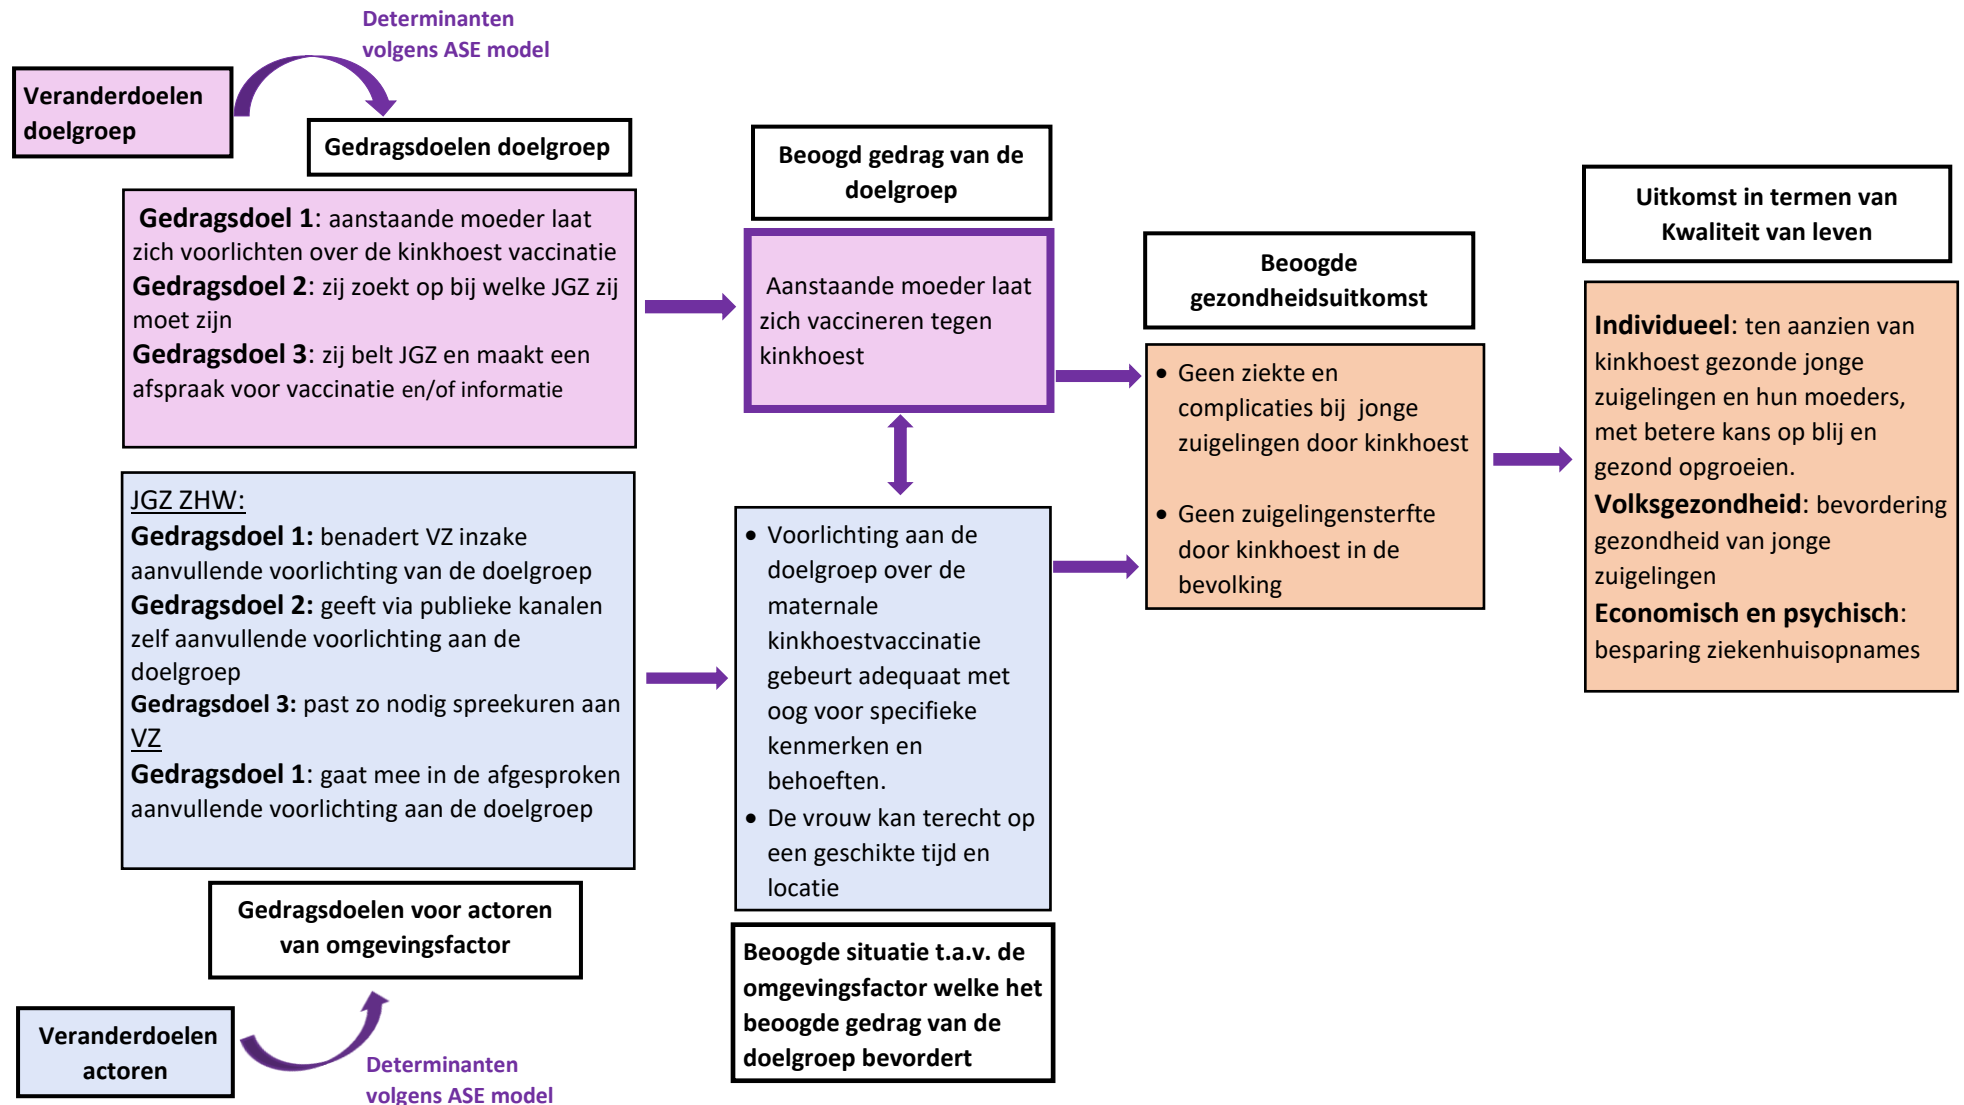 Determinanten
volgens ASE model
Veranderdoelen
doelgroep
Gedragsdoelen doelgroep
Gedragsdoel 1: aanstaande moeder laat
zich voorlichten over de kinkhoest vaccinatie
Gedragsdoel 2: zij zoekt op bij welke JGZ zij
moet zijn
Gedragsdoel 3: zij belt JGZ en maakt een
afspraak voor vaccinatie en/of informatie
JGZ ZHW:
Gedragsdoel 1: benadert VZ inzake
aanvullende voorlichting van de doelgroep
Gedragsdoel 2: geeft via publieke kanalen
zelf aanvullende voorlichting aan de
doelgroep
Gedragsdoel 3: past zo nodig spreekuren aan
VZ
Gedragsdoel 1: gaat mee in de afgesproken
aanvullende voorlichting aan de doelgroep
Gedragsdoelen voor actoren
van omgevingsfactor
Veranderdoelen
actoren
Determinanten
volgens ASE model
Beoogd gedrag van de
doelgroep
Aanstaande moeder laat
zich vaccineren tegen
kinkhoest
• Voorlichting aan de
doelgroep over de
maternale
kinkhoestvaccinatie
gebeurt adequaat met
oog voor specifieke
kenmerken en
behoeften.
• De vrouw kan terecht op
een geschikte tijd en
locatie
Beoogde situatie t.a.v. de
omgevingsfactor welke het
beoogde gedrag van de
doelgroep bevordert
Beoogde
gezondheidsuitkomst
• Geen ziekte en
complicaties bij jonge
zuigelingen door kinkhoest
• Geen zuigelingensterfte
door kinkhoest in de
bevolking
Uitkomst in termen van
Kwaliteit van leven
Individueel: ten aanzien van
kinkhoest gezonde jonge
zuigelingen en hun moeders,
met betere kans op blij en
gezond opgroeien.
Volksgezondheid: bevordering
gezondheid van jonge
zuigelingen
Economisch en psychisch:
besparing ziekenhuisopnames